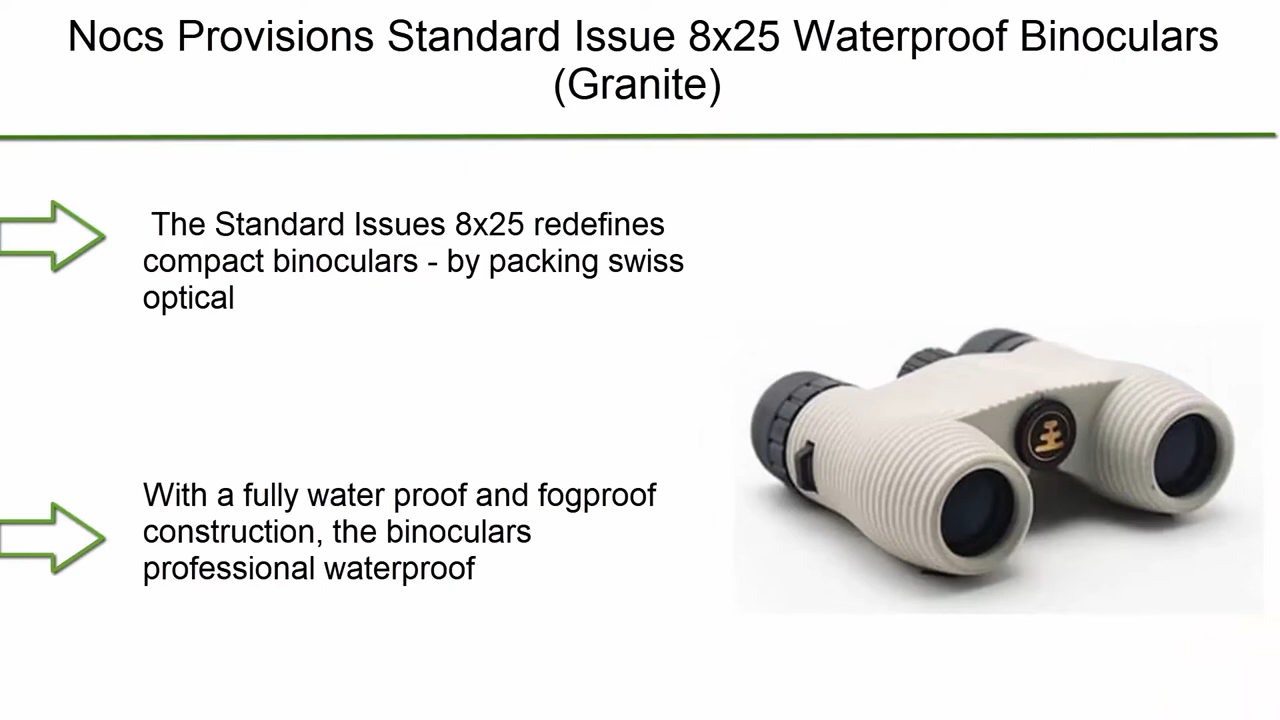 Nocs Provisions Standard Issue 8x25 Waterproof Binoculars
(Granite)
The Standard Issues 8x25 redefines
compact binoculars - by packing swiss
optical
With a fully water proof and fogproof
construction, the binoculars
professional waterproof